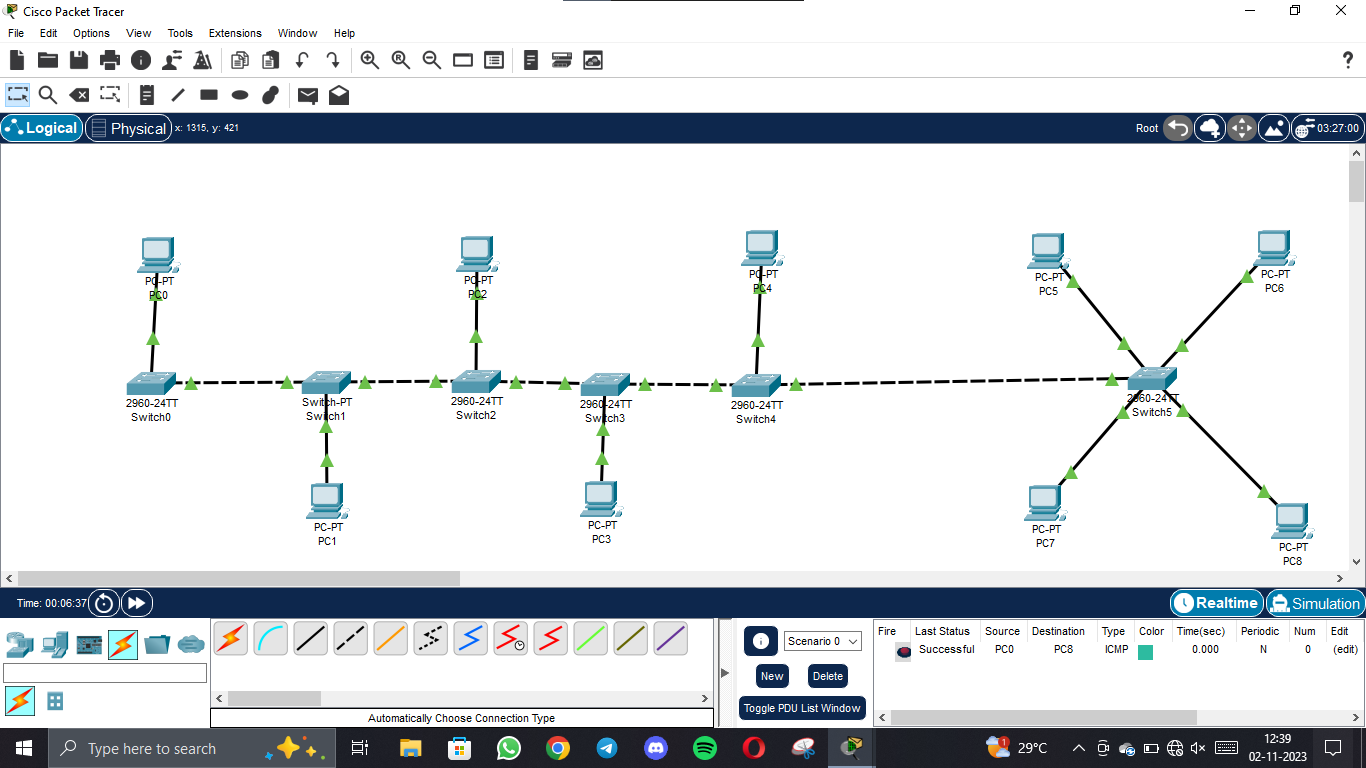 Cisco Packet Tracer
File Edit Options View Tools Extensions Window Help
Logical Physical x: 1315, y: 421 Root 03:27:00
PC-PT
PC0
PC-PT
PC2
PC-PT
PC4
PC-PT
PC5
PC-PT
PC6
2960-24TT
Switch0
Switch-PT
Switch1
2960-24TT
Switch2
2960-24TT
Switch3
2960-24TT
Switch4
2960-24TT
Switch5
PC-PT
PC1
PC-PT
PC3
PC-PT
PC7
PC-PT
PC8
Time: 00:06:37 Realtime Simulation
Scenario 0
New Delete
Toggle PDU List Window
Fire Last Status Source Destination Type Color Time(sec) Periodic Num Edit
Successful PC0 PC8 ICMP 0.000 N 0 (edit)
Automatically Choose Connection Type
Type here to search
1 29°C
12:39
02-11-2023